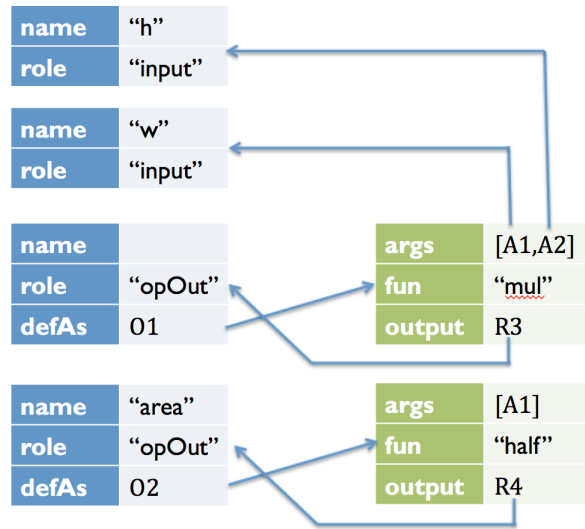 name "h"
role "input"
name "w"
role "input"
name args [A1,A2]
role "opOut" fun "mul"
defAs O1 output R3
name "area" args [A1]
role "opOut" fun "half"
defAs O2 output R4